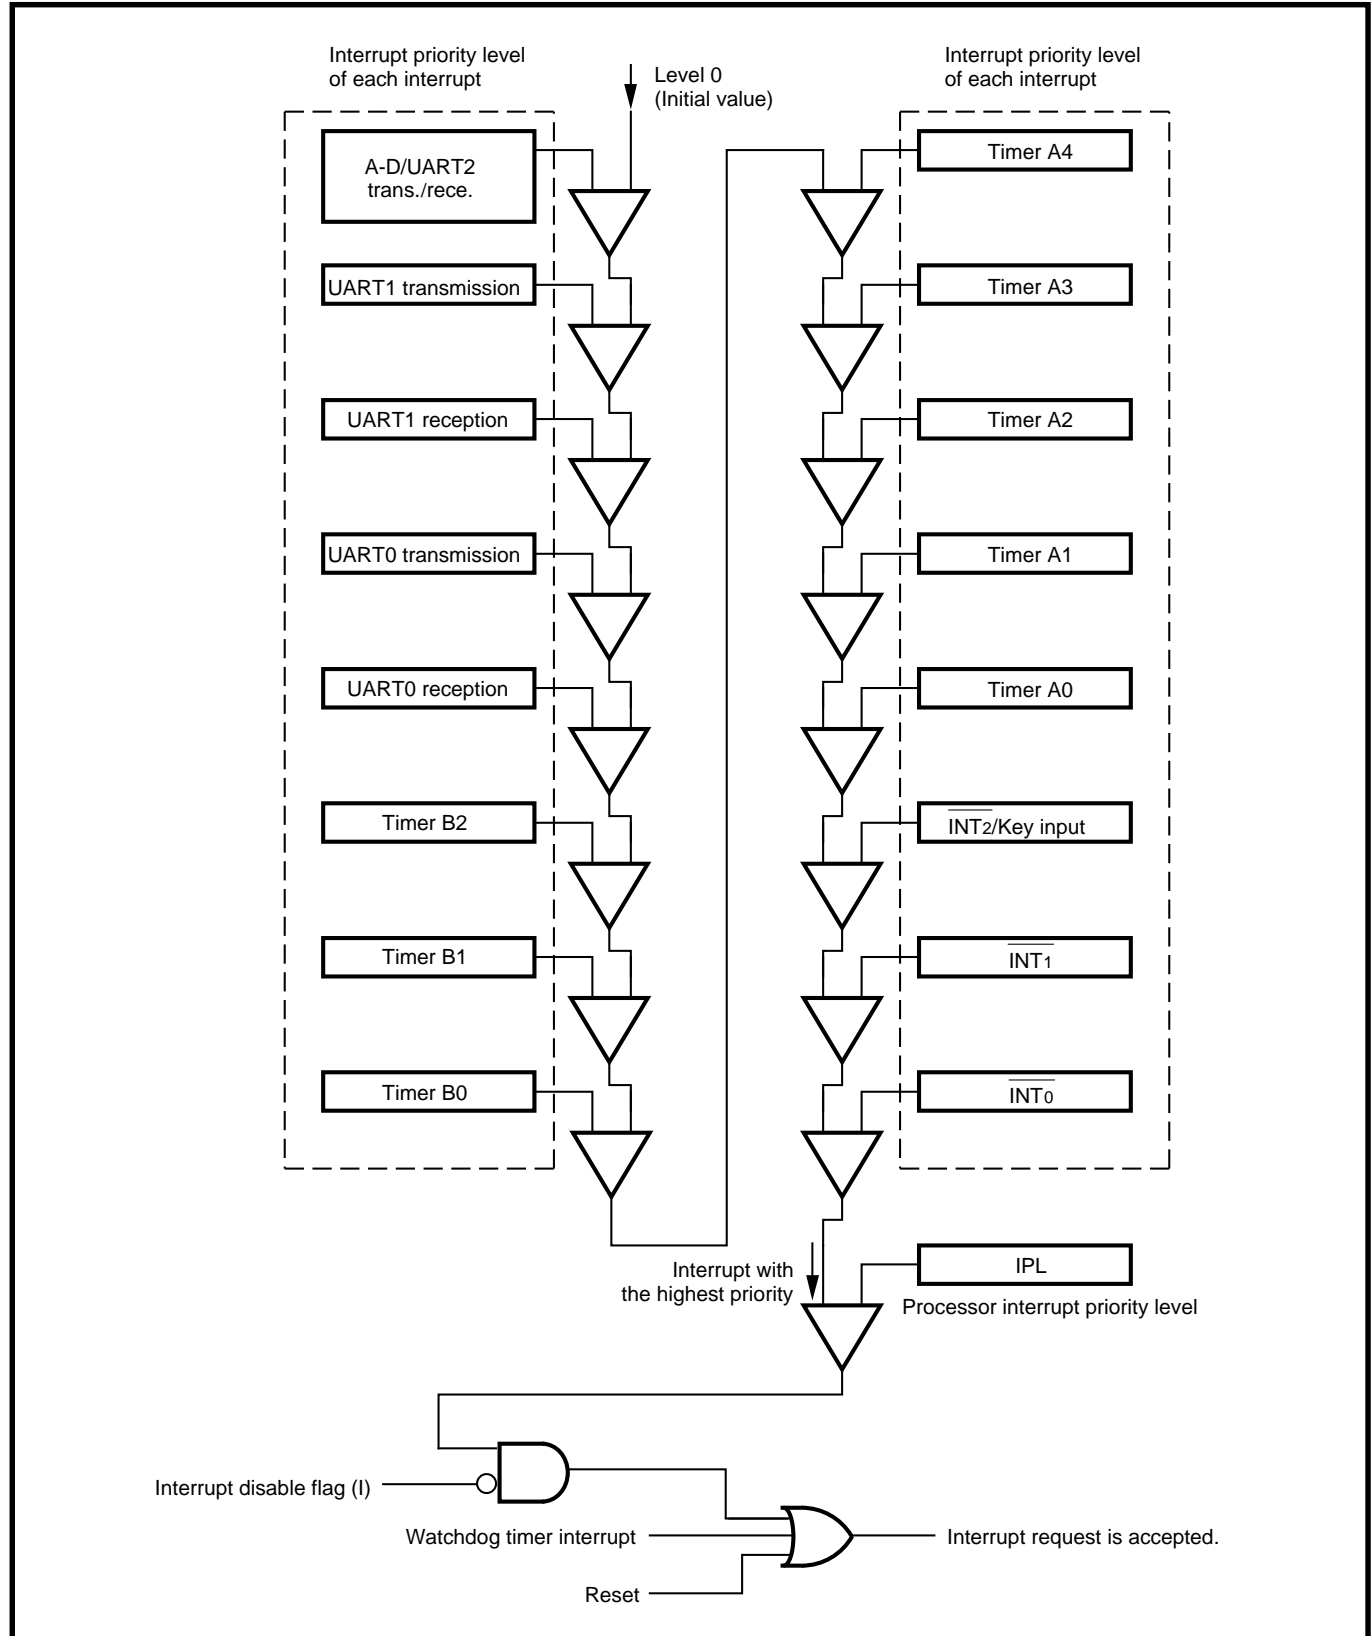 Interrupt priority level
of each interrupt
Level 0
(Initial value)
Interrupt priority level
of each interrupt
A-D/UART2
trans./rece.
Timer A4
UART1 transmission
Timer A3
UART1 reception
Timer A2
UART0 transmission
Timer A1
UART0 reception
Timer A0
Timer B2
INT2/Key input
Timer B1
INT1
Timer B0
INT0
Interrupt with
the highest priority
IPL
Processor interrupt priority level
Interrupt disable flag (I)
Watchdog timer interrupt
Interrupt request is accepted.
Reset